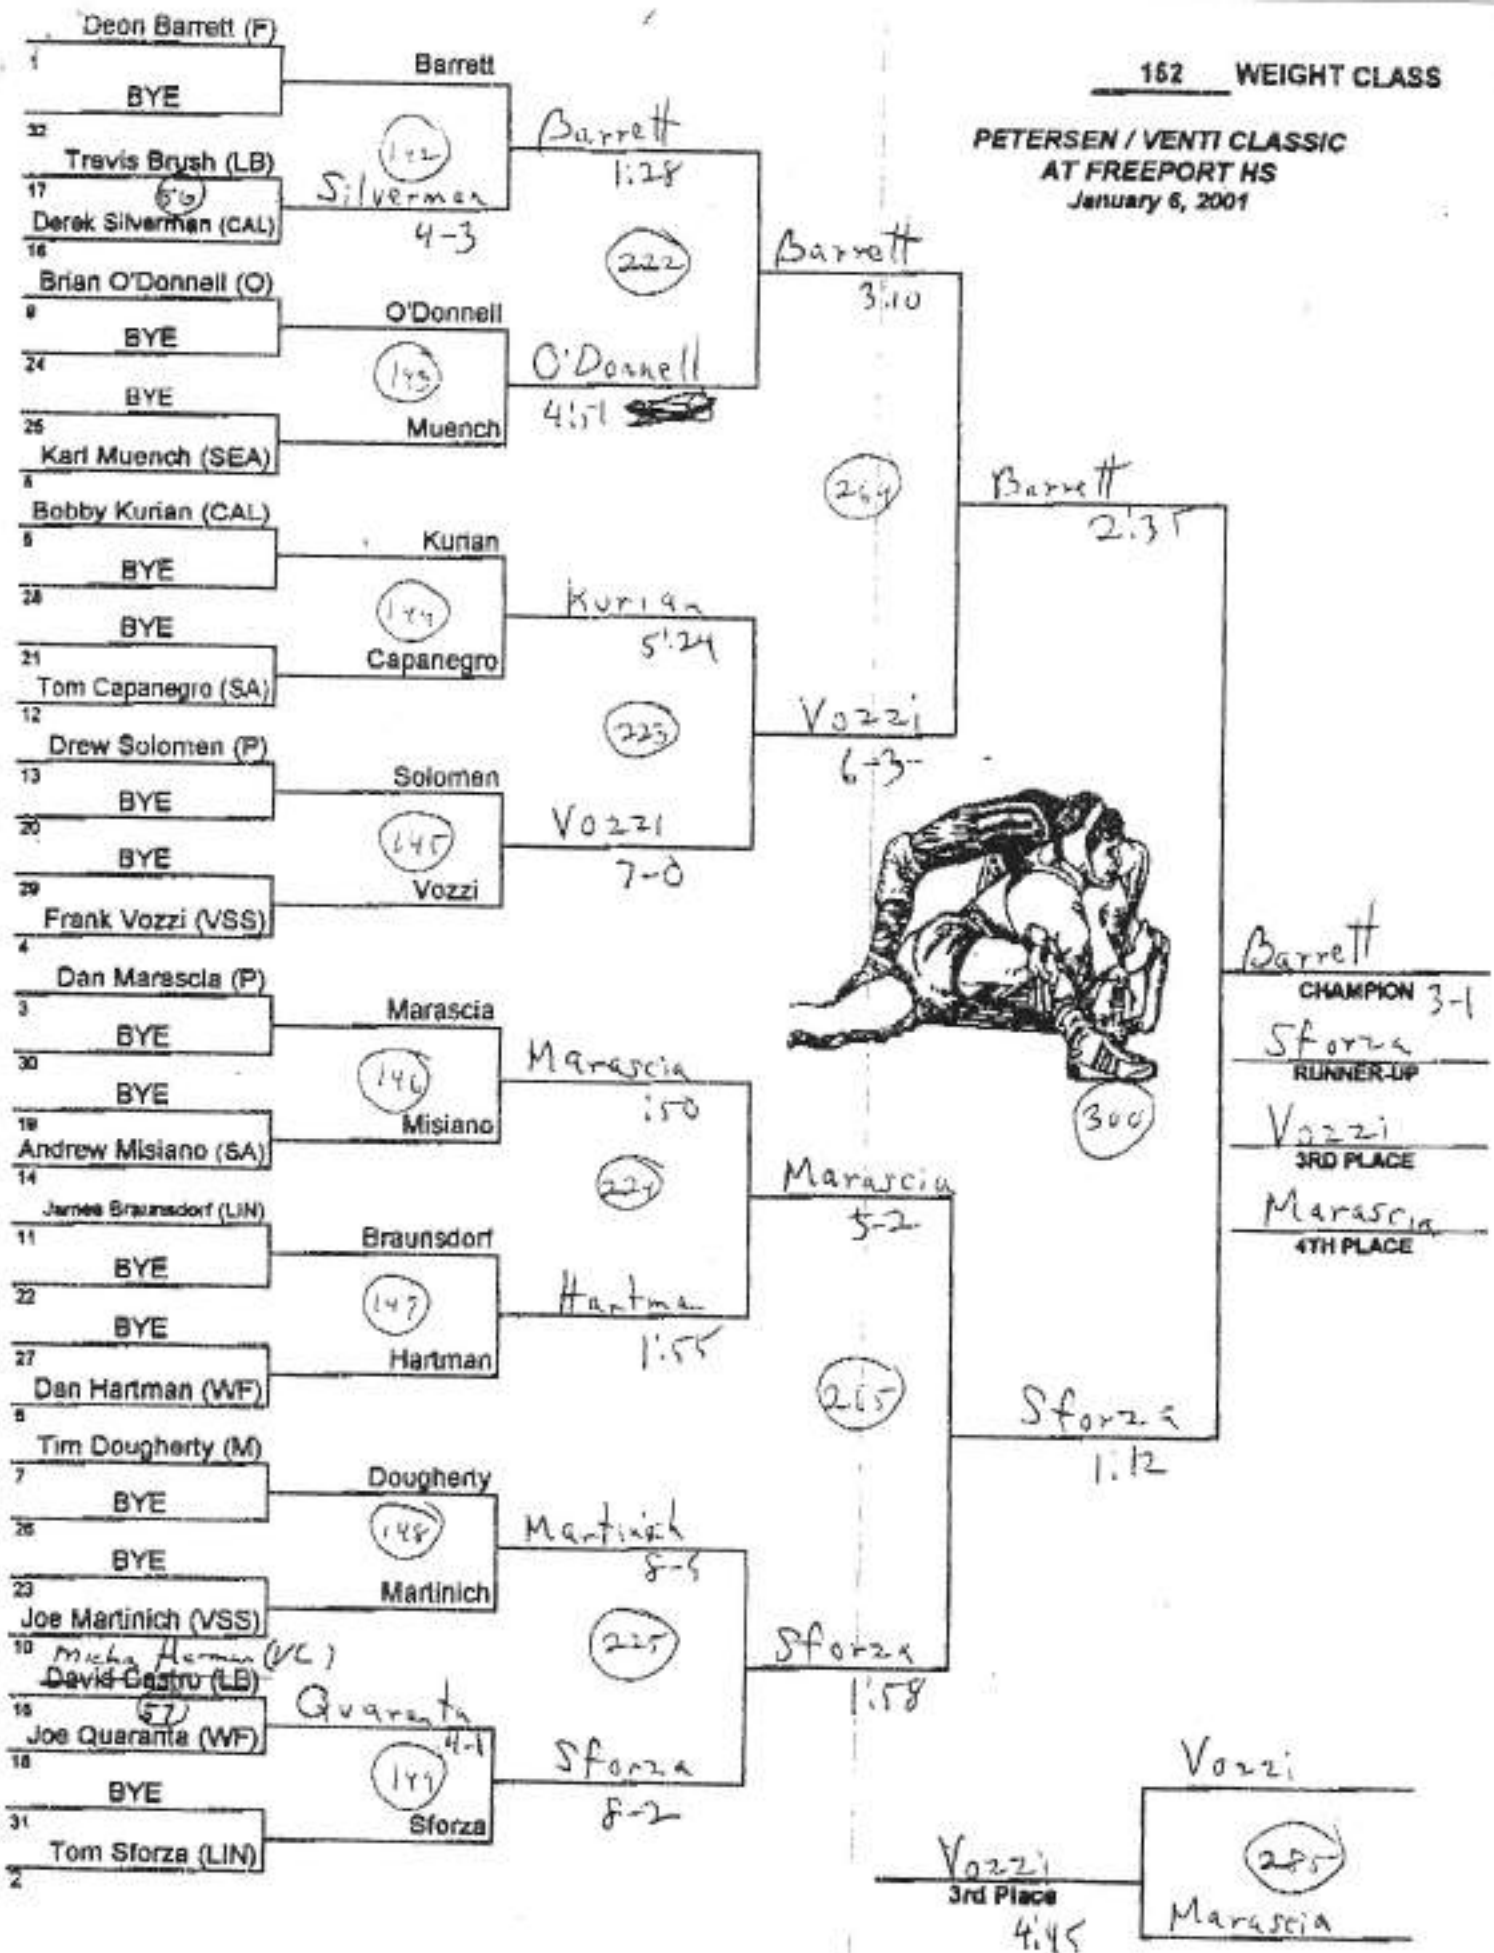 152 WEIGHT CLASS
PETERSEN / VENTI CLASSIC
AT FREEPORT HS
January 6, 2001
Deon Barrett (F)
1
BYE
32
Travis Brush (LB)
17
56
Derek Silverman (CAL)
16
Brian O'Donnell (O)
9
BYE
24
BYE
25
Karl Muench (SEA)
8
Bobby Kurian (CAL)
5
BYE
28
BYE
21
Tom Capanegro (SA)
12
Drew Solomen (P)
13
BYE
20
BYE
29
Frank Vozzi (VSS)
4
Dan Marascia (P)
3
BYE
30
BYE
19
Andrew Misiano (SA)
14
James Braunsdorf (LIN)
11
BYE
22
BYE
27
Dan Hartman (WF)
6
Tim Dougherty (M)
7
BYE
26
BYE
23
Joe Martinich (VSS)
10
Micha Herman (VC)
David Castro (LB)
15
57
Joe Quaranta (WF)
18
BYE
31
Tom Sforza (LIN)
2
Barrett
142
Silverman
4-3
O'Donnell
143
Muench
Kurian
144
Capanegro
Solomen
145
Vozzi
Marascia
146
Misiano
Braunsdorf
147
Hartman
Dougherty
148
Martinich
Quaranta
4-1
149
Sforza
Barrett
1:28
222
O'Donnell
4:51
Kurian
5:24
223
Vozzi
7-0
Marascia
:50
224
Hartman
1:55
Martinich
8-5
225
Sforza
8-2
Barrett
3:10
264
Vozzi
6-3
Marascia
5-2
265
Sforza
1:58
Barrett
2:35
300
Sforza
1:12
Barrett
CHAMPION 3-1
Sforza
RUNNER-UP
Vozzi
3RD PLACE
Marascia
4TH PLACE
Vozzi
285
Marascia
Vozzi
3rd Place
4:45